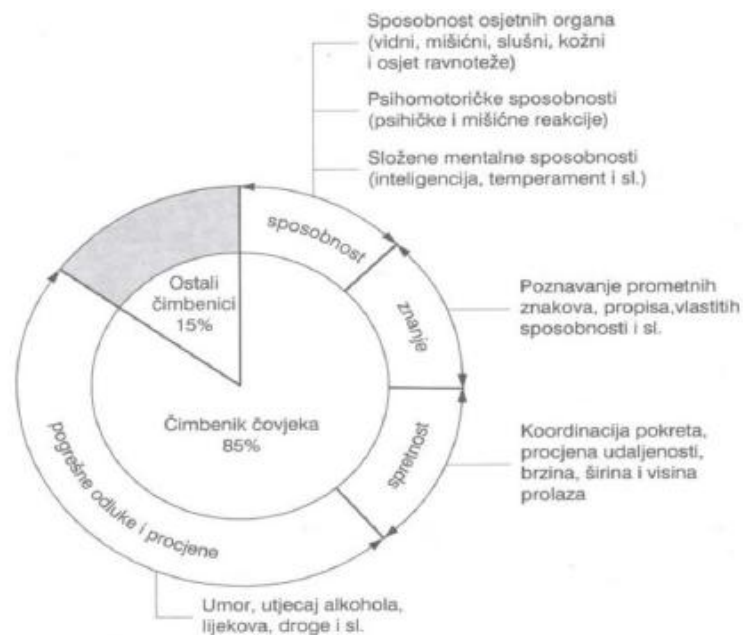 Sposobnost osjetnih organa
(vidni, mišićni, slušni, kožni
i osjet ravnoteže)
Psihomotoričke sposobnosti
(psihičke i mišićne reakcije)
Složene mentalne sposobnosti
(inteligencija, temperament i sl.)
sposobnost
Ostali
čimbenici
15%
znanje
Poznavanje prometnih
znakova, propisa,vlastitih
sposobnosti i sl.
Čimbenik čovjeka
85%
spretnost
Koordinacija pokreta,
procjena udaljenosti,
brzina, širina i visina
prolaza
pogrešne odluke i procjene
Umor, utjecaj alkohola,
lijekova, droge i sl.